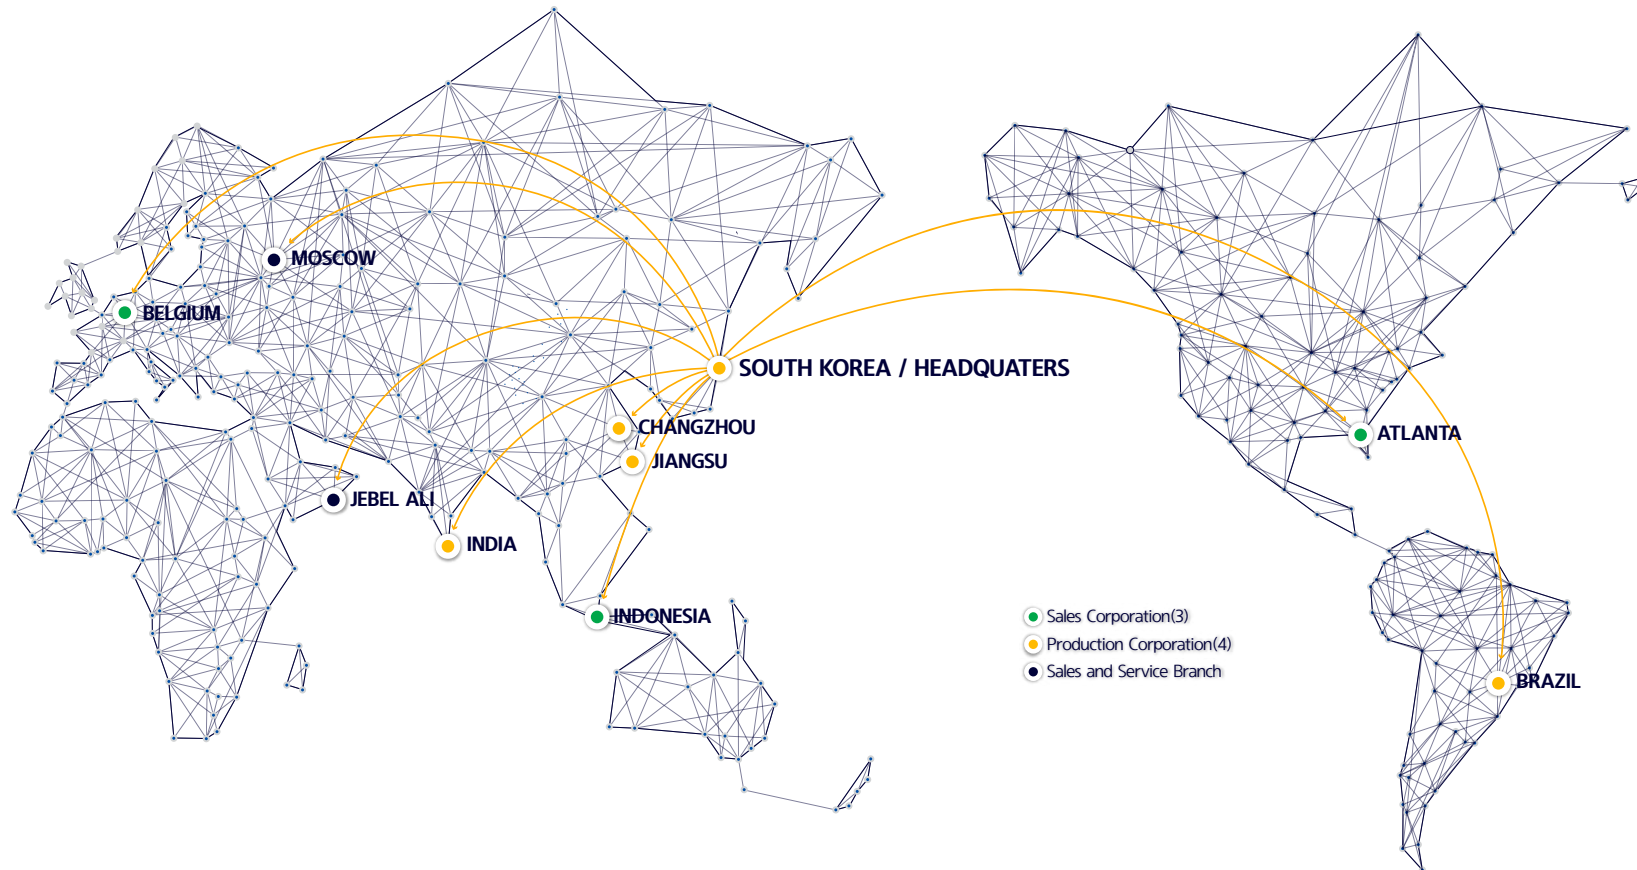 MOSCOW
BELGIUM
SOUTH KOREA / HEADQUATERS
CHANGZHOU
ATLANTA
JIANGSU
JEBEL ALI
INDIA
INDONESIA
Sales Corporation(3)
Production Corporation(4)
Sales and Service Branch
BRAZIL